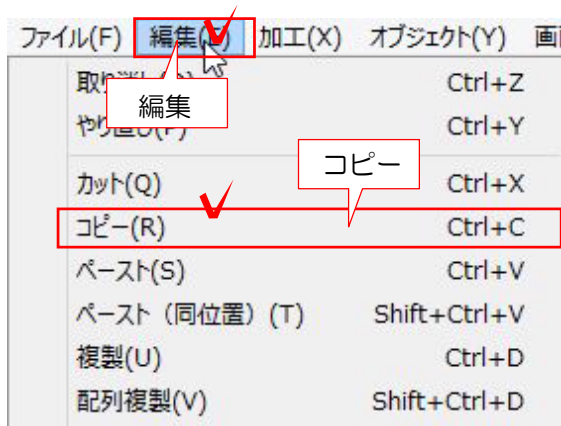 ファイル(F) 編集 加工(X) オブジェクト(Y)
Ctrl+Z
編集
Ctrl+Y
コピー
カット(Q) Ctrl+X
コピー(R) Ctrl+C
ペースト(S) Ctrl+V
ペースト（同位置）(T) Shift+Ctrl+V
複製(U) Ctrl+D
配列複製(V) Shift+Ctrl+D